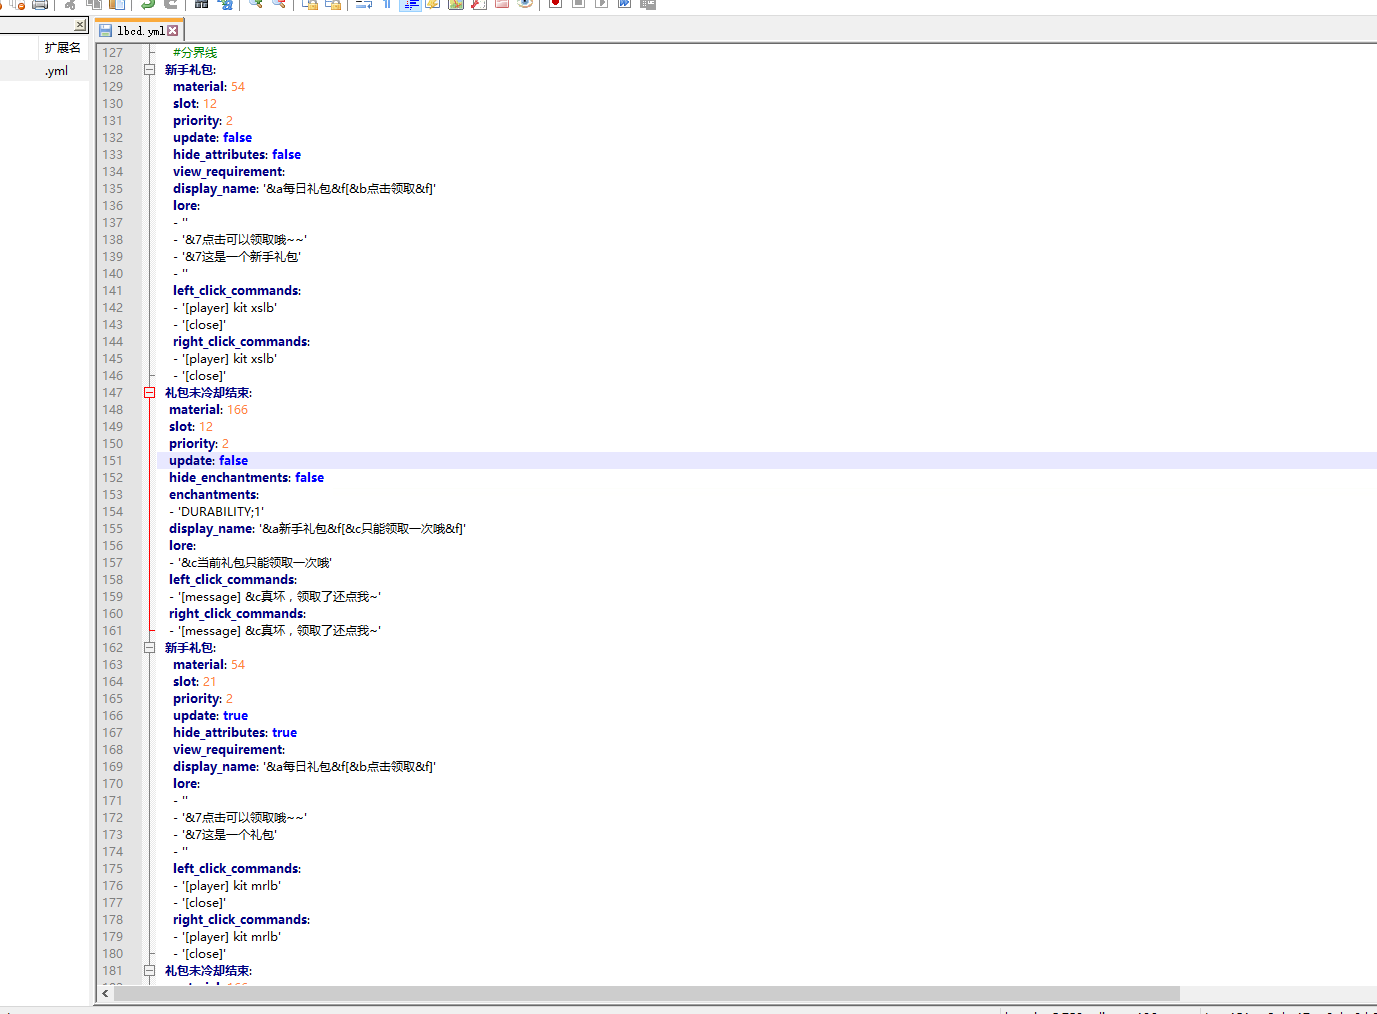 lbcd.yml
扩展名
.yml
127 #分界线
128 新手礼包:
129 material: 54
130 slot: 12
131 priority: 2
132 update: false
133 hide_attributes: false
134 view_requirement:
135 display_name: '&a每日礼包&f[&b点击领取&f]'
136 lore:
137 - ''
138 - '&7点击可以领取哦~~'
139 - '&7这是一个新手礼包'
140 - ''
141 left_click_commands:
142 - '[player] kit xslb'
143 - '[close]'
144 right_click_commands:
145 - '[player] kit xslb'
146 - '[close]'
147 礼包未冷却结束:
148 material: 166
149 slot: 12
150 priority: 2
151 update: false
152 hide_enchantments: false
153 enchantments:
154 - 'DURABILITY;1'
155 display_name: '&a新手礼包&f[&c只能领取一次哦&f]'
156 lore:
157 - '&c当前礼包只能领取一次哦'
158 left_click_commands:
159 - '[message] &c真坏，领取了还点我~'
160 right_click_commands:
161 - '[message] &c真坏，领取了还点我~'
162 新手礼包:
163 material: 54
164 slot: 21
165 priority: 2
166 update: true
167 hide_attributes: true
168 view_requirement:
169 display_name: '&a每日礼包&f[&b点击领取&f]'
170 lore:
171 - ''
172 - '&7点击可以领取哦~~'
173 - '&7这是一个礼包'
174 - ''
175 left_click_commands:
176 - '[player] kit mrlb'
177 - '[close]'
178 right_click_commands:
179 - '[player] kit mrlb'
180 - '[close]'
181 礼包未冷却结束: